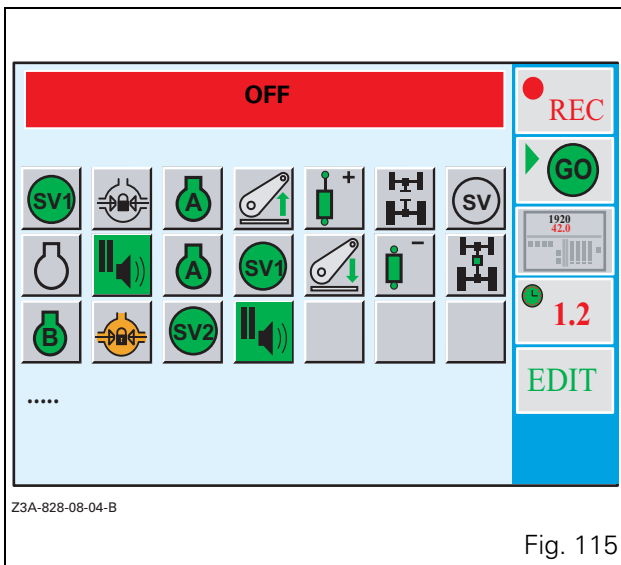 OFF
REC
GO
SV1 A + SV
1920
42.0
A SV1 -
1.2
B SV2
EDIT
.....
Z3A-828-08-04-B
Fig. 115